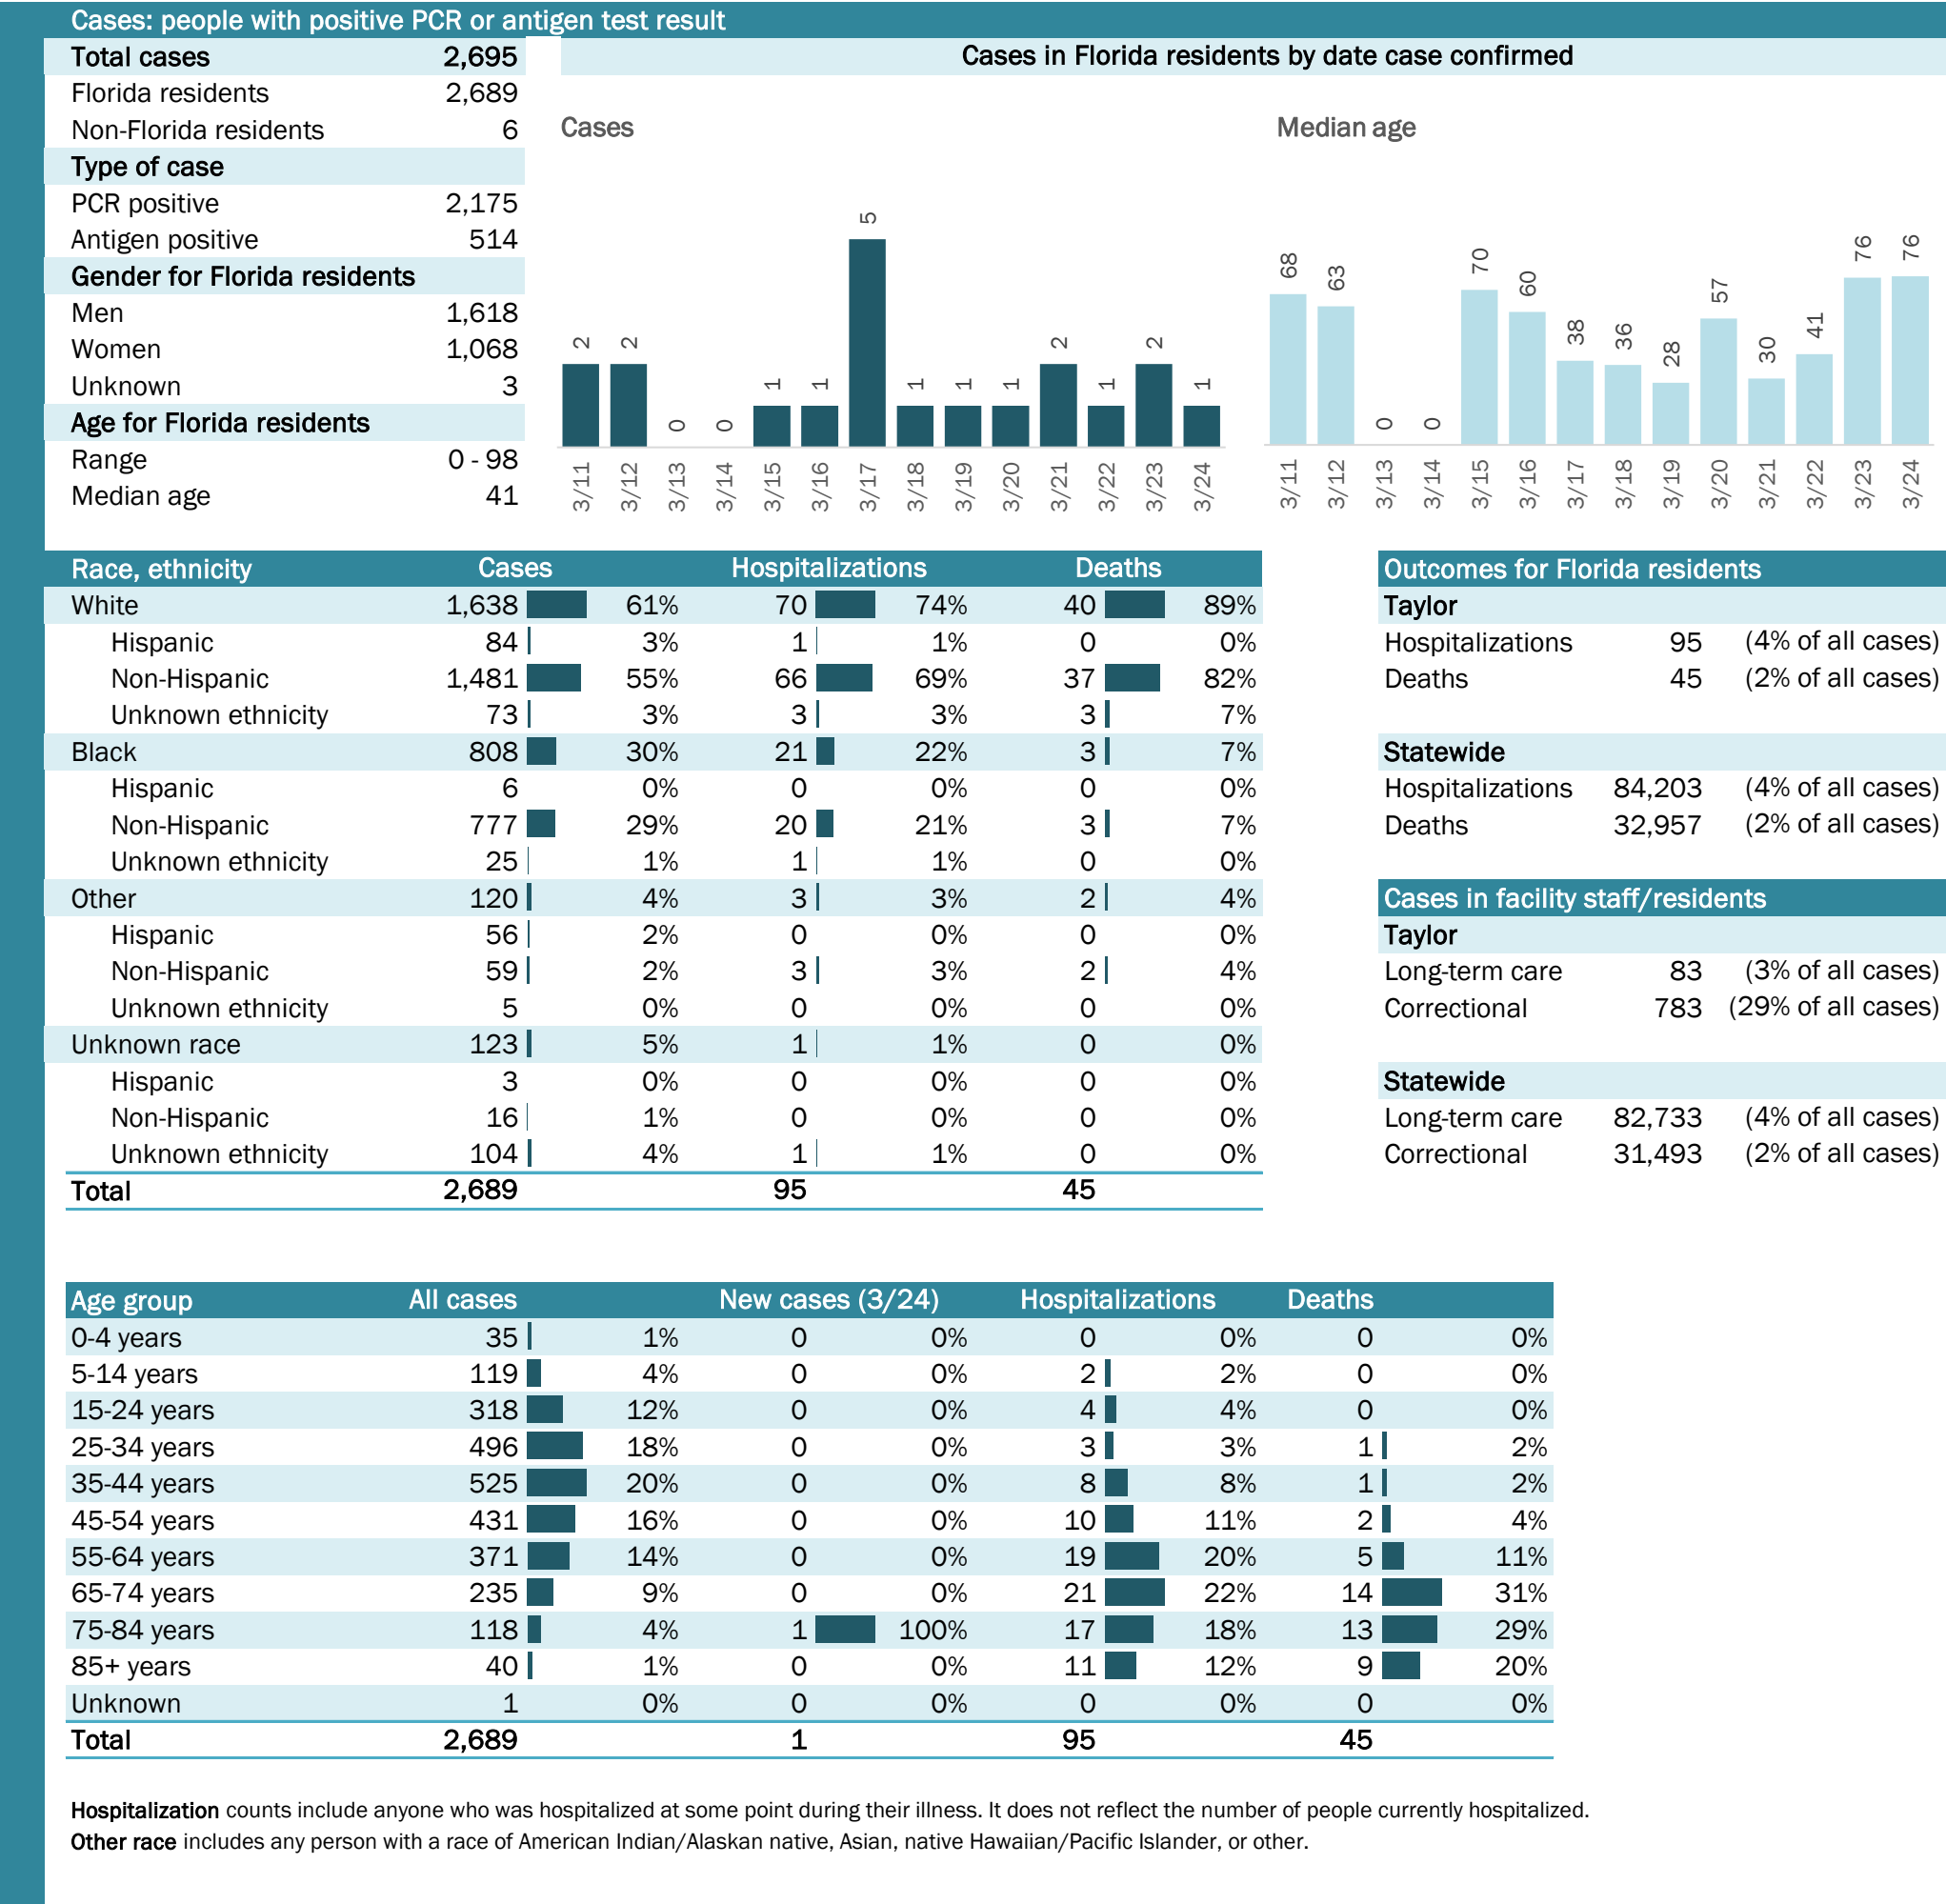 Cases: people with positive PCR or antigen test result
Total cases 2,695
Florida residents 2,689
Non-Florida residents 6
Type of case
PCR positive 2,175
Antigen positive 514
Gender for Florida residents
Men 1,618
Women 1,068
Unknown 3
Age for Florida residents
Range 0 - 98
Median age 41
Cases in Florida residents by date case confirmed
Cases
2 2 0 0 1 1 5 1 1 1 2 1 2 1
3/11 3/12 3/13 3/14 3/15 3/16 3/17 3/18 3/19 3/20 3/21 3/22 3/23 3/24
Median age
68 63 0 0 70 60 38 36 28 57 30 41 76 76
3/11 3/12 3/13 3/14 3/15 3/16 3/17 3/18 3/19 3/20 3/21 3/22 3/23 3/24
Race, ethnicity Cases Hospitalizations Deaths
White 1,638 61% 70 74% 40 89%
Hispanic 84 3% 1 1% 0 0%
Non-Hispanic 1,481 55% 66 69% 37 82%
Unknown ethnicity 73 3% 3 3% 3 7%
Black 808 30% 21 22% 3 7%
Hispanic 6 0% 0 0% 0 0%
Non-Hispanic 777 29% 20 21% 3 7%
Unknown ethnicity 25 1% 1 1% 0 0%
Other 120 4% 3 3% 2 4%
Hispanic 56 2% 0 0% 0 0%
Non-Hispanic 59 2% 3 3% 2 4%
Unknown ethnicity 5 0% 0 0% 0 0%
Unknown race 123 5% 1 1% 0 0%
Hispanic 3 0% 0 0% 0 0%
Non-Hispanic 16 1% 0 0% 0 0%
Unknown ethnicity 104 4% 1 1% 0 0%
Total 2,689 95 45
Outcomes for Florida residents
Taylor
Hospitalizations 95 (4% of all cases)
Deaths 45 (2% of all cases)
Statewide
Hospitalizations 84,203 (4% of all cases)
Deaths 32,957 (2% of all cases)
Cases in facility staff/residents
Taylor
Long-term care 83 (3% of all cases)
Correctional 783 (29% of all cases)
Statewide
Long-term care 82,733 (4% of all cases)
Correctional 31,493 (2% of all cases)
Age group All cases New cases (3/24) Hospitalizations Deaths
0-4 years 35 1% 0 0% 0 0% 0 0%
5-14 years 119 4% 0 0% 2 2% 0 0%
15-24 years 318 12% 0 0% 4 4% 0 0%
25-34 years 496 18% 0 0% 3 3% 1 2%
35-44 years 525 20% 0 0% 8 8% 1 2%
45-54 years 431 16% 0 0% 10 11% 2 4%
55-64 years 371 14% 0 0% 19 20% 5 11%
65-74 years 235 9% 0 0% 21 22% 14 31%
75-84 years 118 4% 1 100% 17 18% 13 29%
85+ years 40 1% 0 0% 11 12% 9 20%
Unknown 1 0% 0 0% 0 0% 0 0%
Total 2,689 1 95 45
Hospitalization counts include anyone who was hospitalized at some point during their illness. It does not reflect the number of people currently hospitalized.
Other race includes any person with a race of American Indian/Alaskan native, Asian, native Hawaiian/Pacific Islander, or other.